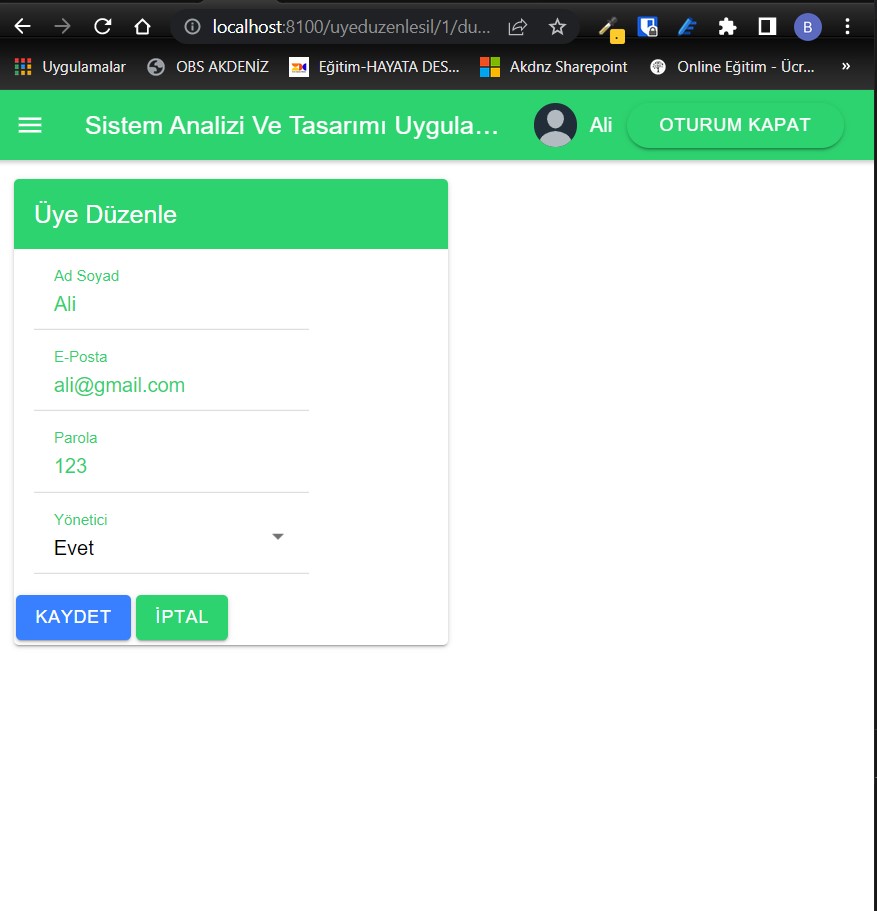 localhost:8100/uyeduzenlesil/1/du...
B
Uygulamalar
OBS AKDENİZ
Eğitim-HAYATA DES...
Akdnz Sharepoint
Online Eğitim - Ücr...
»
Sistem Analizi Ve Tasarımı Uygula...
Ali
OTURUM KAPAT
Üye Düzenle
Ad Soyad
Ali
E-Posta
ali@gmail.com
Parola
123
Yönetici
Evet
KAYDET
İPTAL